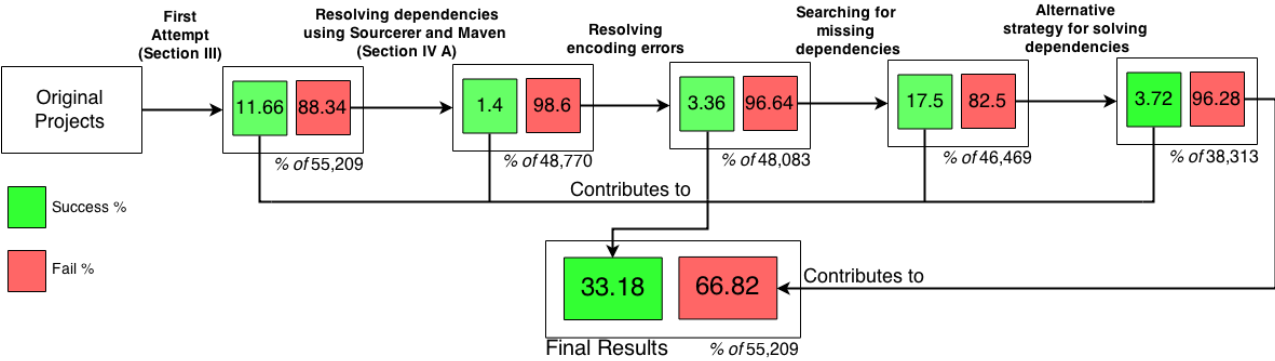 First
Attempt
(Section III)
Resolving dependencies
using Sourcerer and Maven
(Section IV A)
Resolving
encoding errors
Searching for
missing
dependencies
Alternative
strategy for solving
dependencies
Original
Projects
11.66 88.34
% of 55,209
1.4 98.6
% of 48,770
3.36 96.64
% of 48,083
17.5 82.5
% of 46,469
3.72 96.28
% of 38,313
Contributes to
Success %
Fail %
33.18 66.82
Contributes to
Final Results % of 55,209